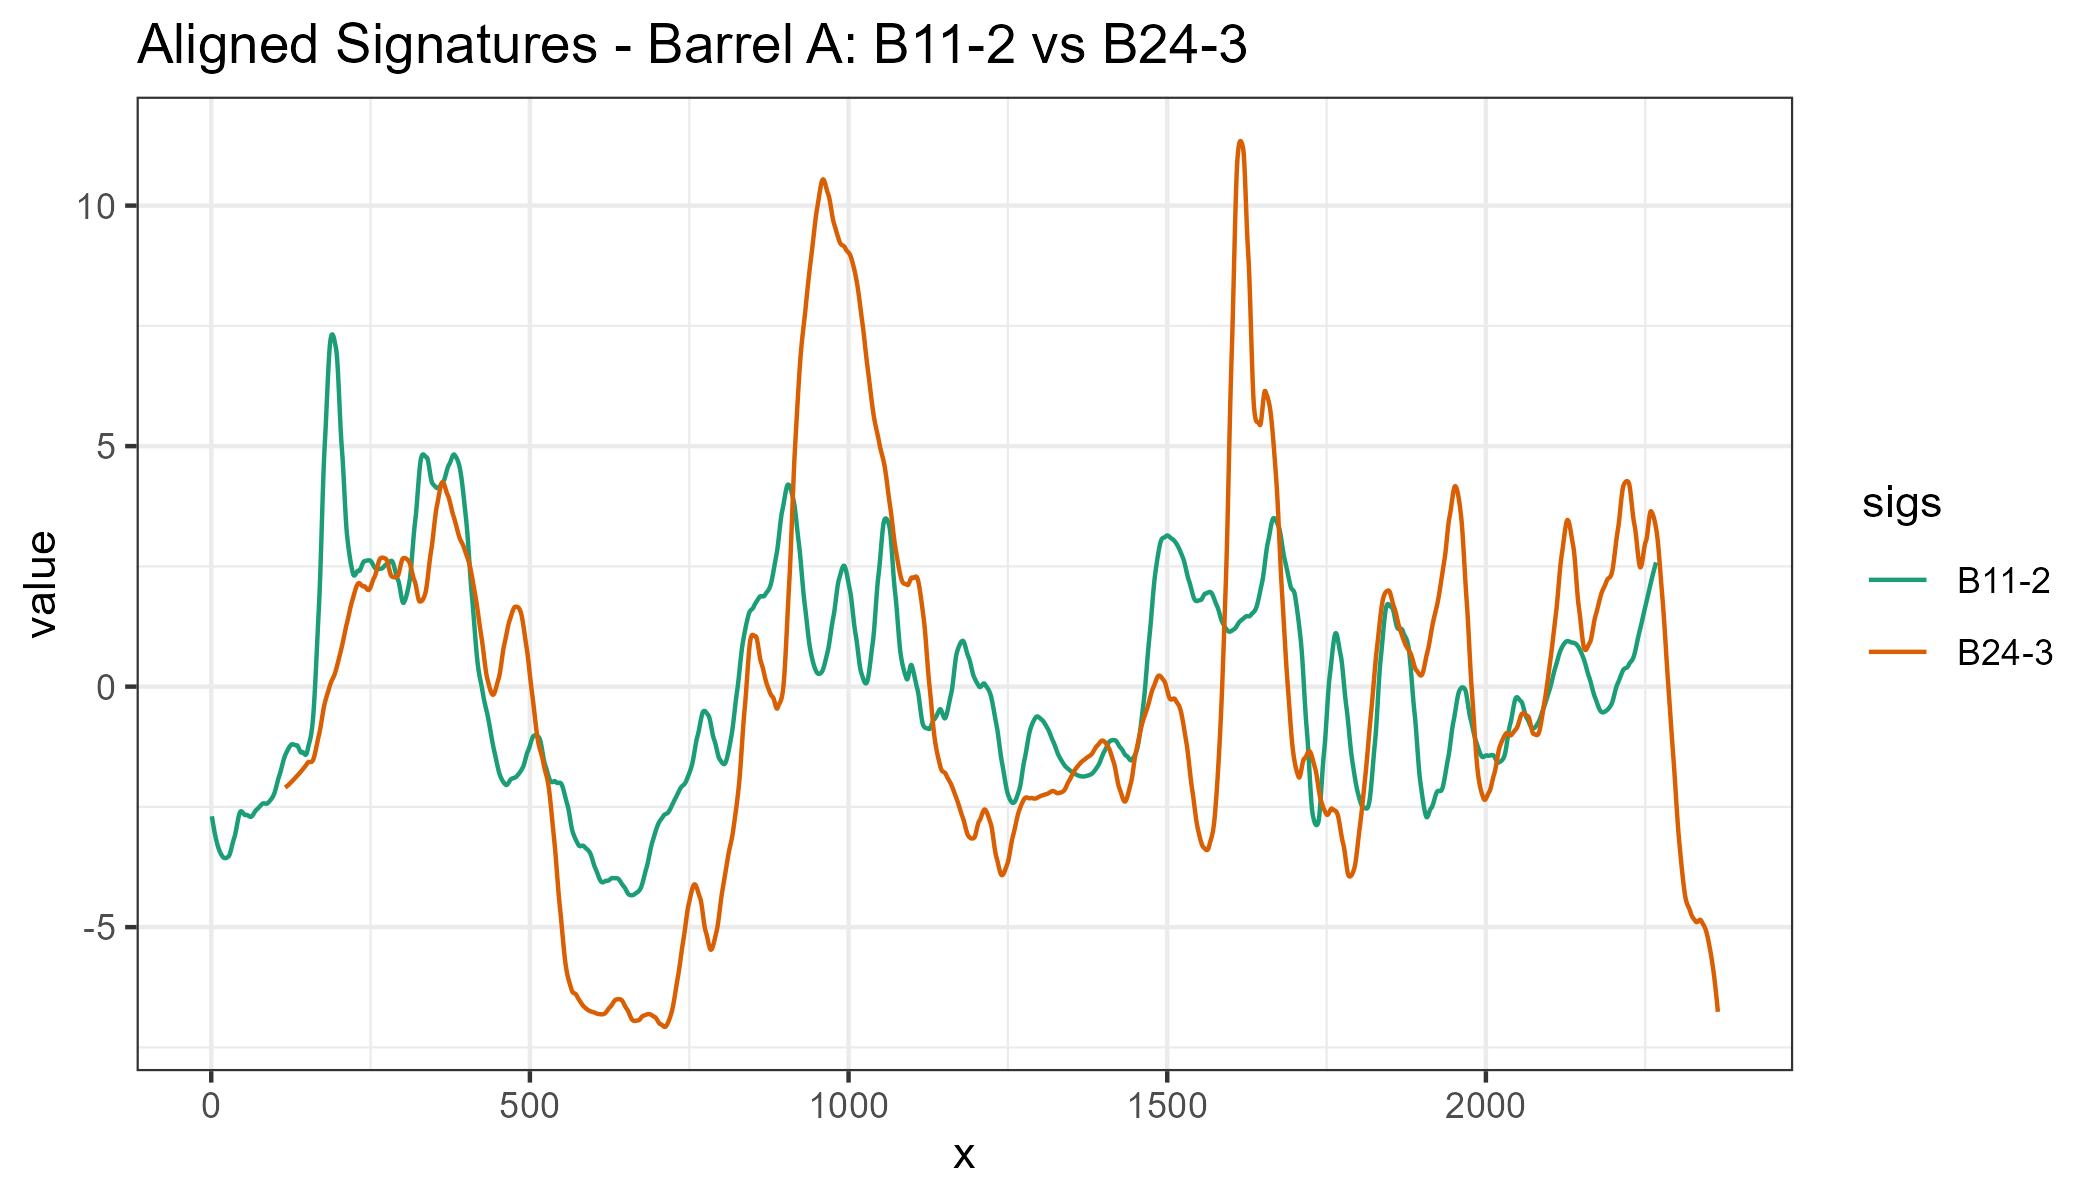 Aligned Signatures - Barrel A: B11-2 vs B24-3
value
10
5
0
-5
0 500 1000 1500 2000
x
sigs
B11-2
B24-3